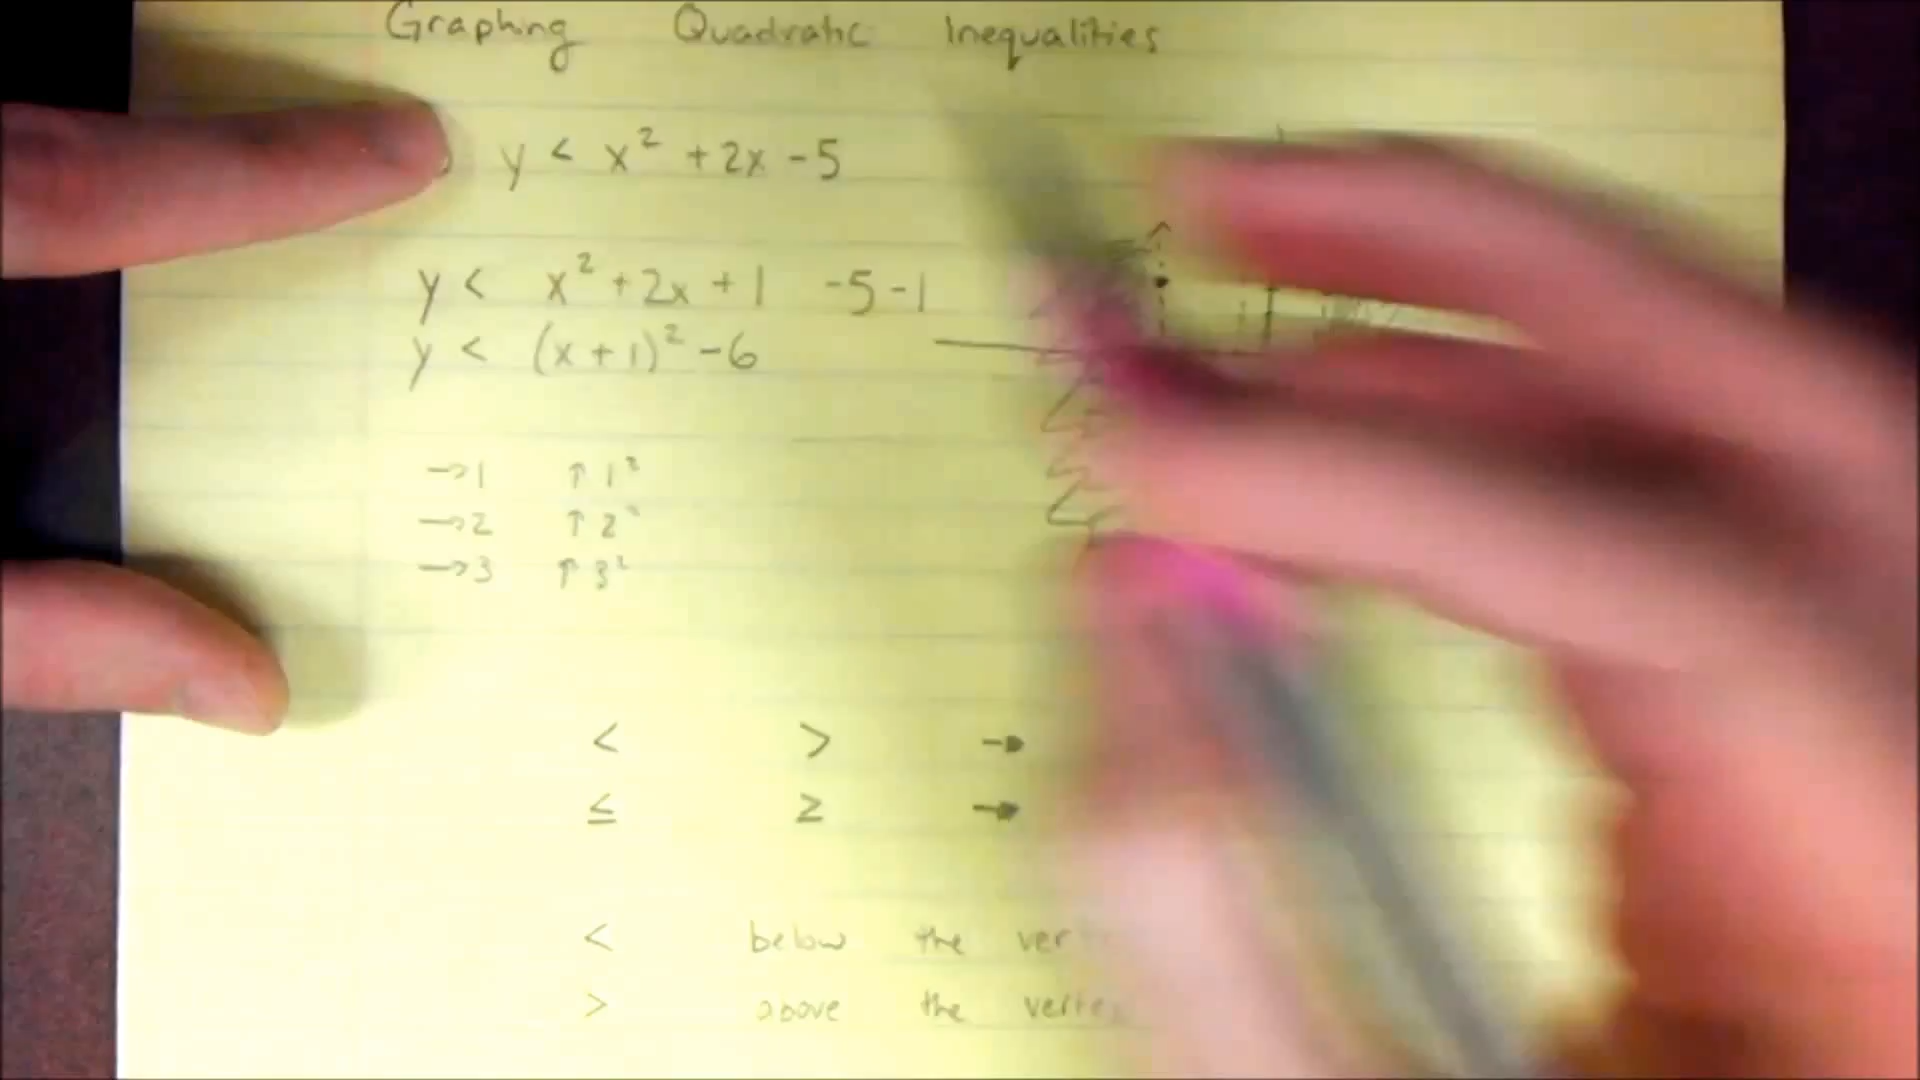 Graphing Quadratic Inequalities
y < x² + 2x - 5
y < x² + 2x + 1 -5 -1
y < (x + 1)² - 6
→1 ↑ 1²
→2 ↑ 2²
→3 ↑ 3²
< > →
≤ ≥ →
< below the
> above the vertex